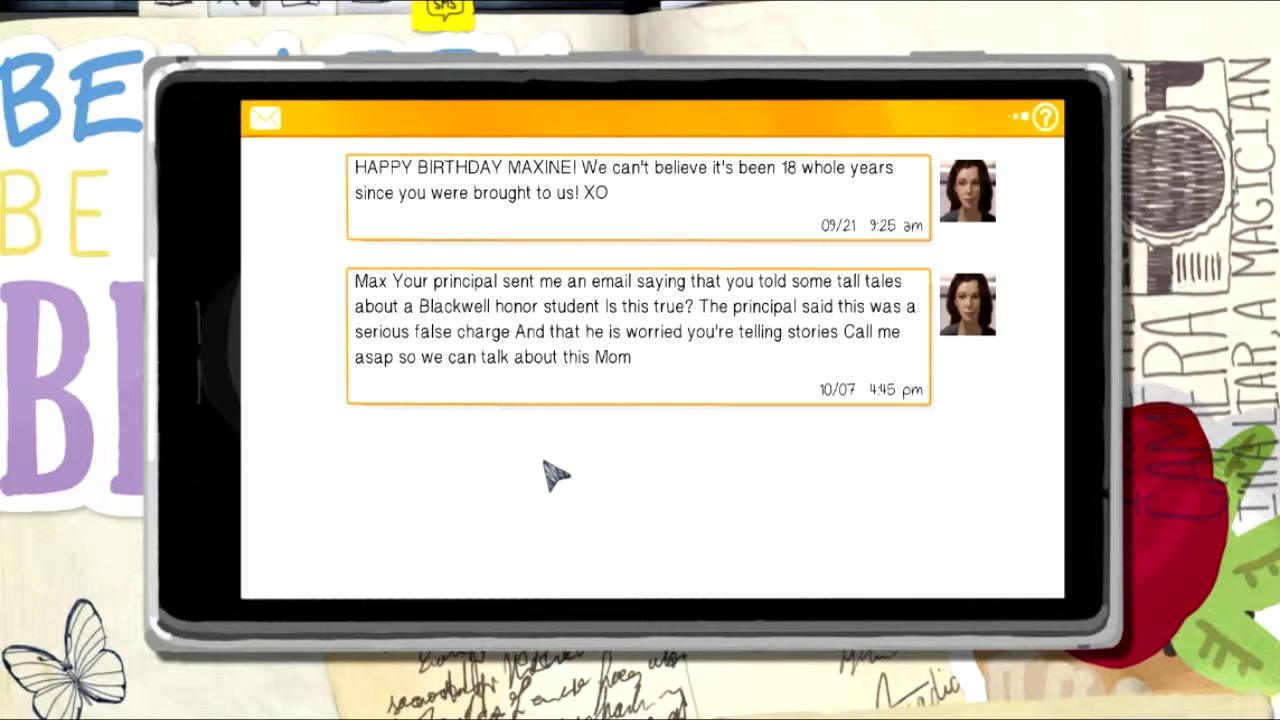 SMS
BE
BE
HAPPY BIRTHDAY MAXINE! We can't believe it's been 18 whole years
since you were brought to us! XO
09/21 9:25 am
Max Your principal sent me an email saying that you told some tall tales
about a Blackwell honor student Is this true? The principal said this was a
serious false charge And that he is worried you're telling stories Call me
asap so we can talk about this Mom
10/07 4:45 pm
?
I'M LIAR A MAGICIAN